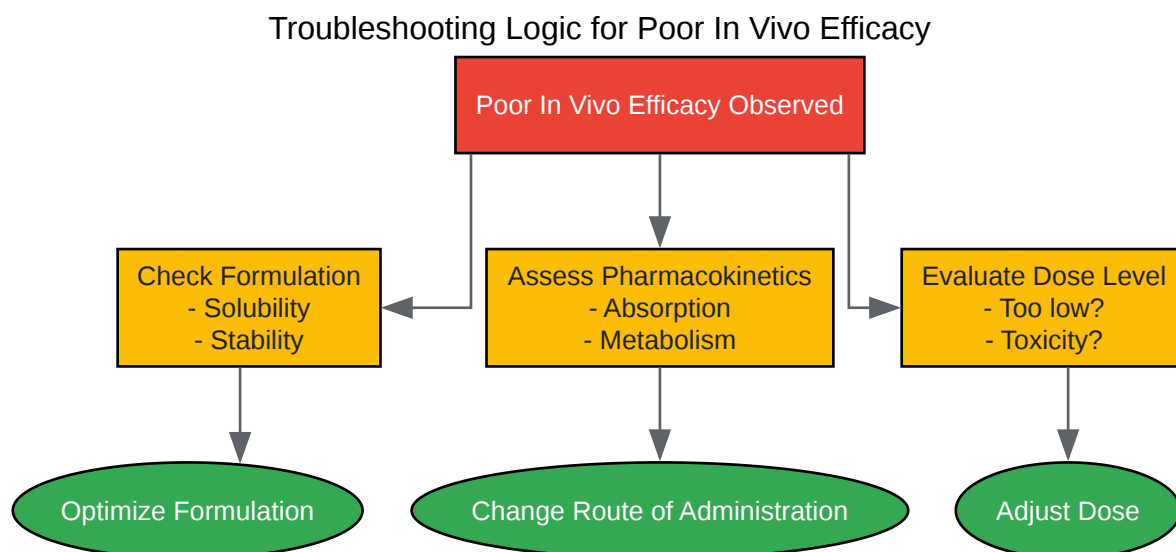 Troubleshooting Logic for Poor In Vivo Efficacy
Poor In Vivo Efficacy Observed
Check Formulation
- Solubility
- Stability
Assess Pharmacokinetics
- Absorption
- Metabolism
Evaluate Dose Level
- Too low?
- Toxicity?
Optimize Formulation
Change Route of Administration
Adjust Dose